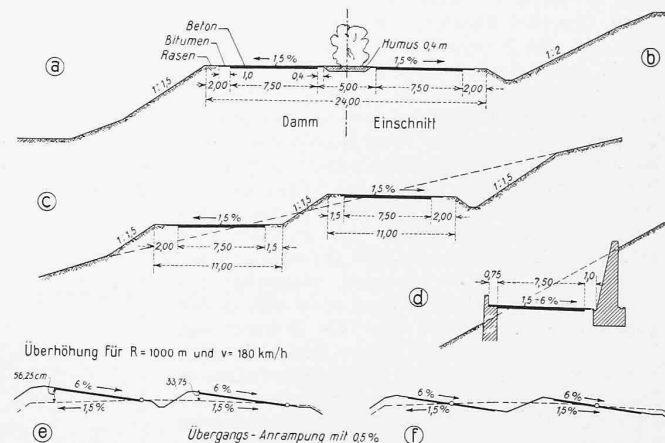 Beton
Bitumen
Rasen
Humus 0,4 m
a
b
1,5 %
1,5 %
1:1,5
1:2
1,0
0,4
2,00
7,50
5,00
7,50
2,00
24,00
Damm
Einschnitt
c
1,5 %
1:1,5
1:1,5
1,5
7,50
2,00
11,00
1,5 %
1:1,5
2,00
7,50
1,5
11,00
d
0,75
7,50
1,0
1,5 - 6 %
Überhöhung für R = 1000 m und v = 180 km/h
56,25 cm
6 %
33,75
6 %
6 %
6 %
1,5 %
1,5 %
1,5 %
1,5 %
e
Übergangs - Anrampung mit 0,5 %
f